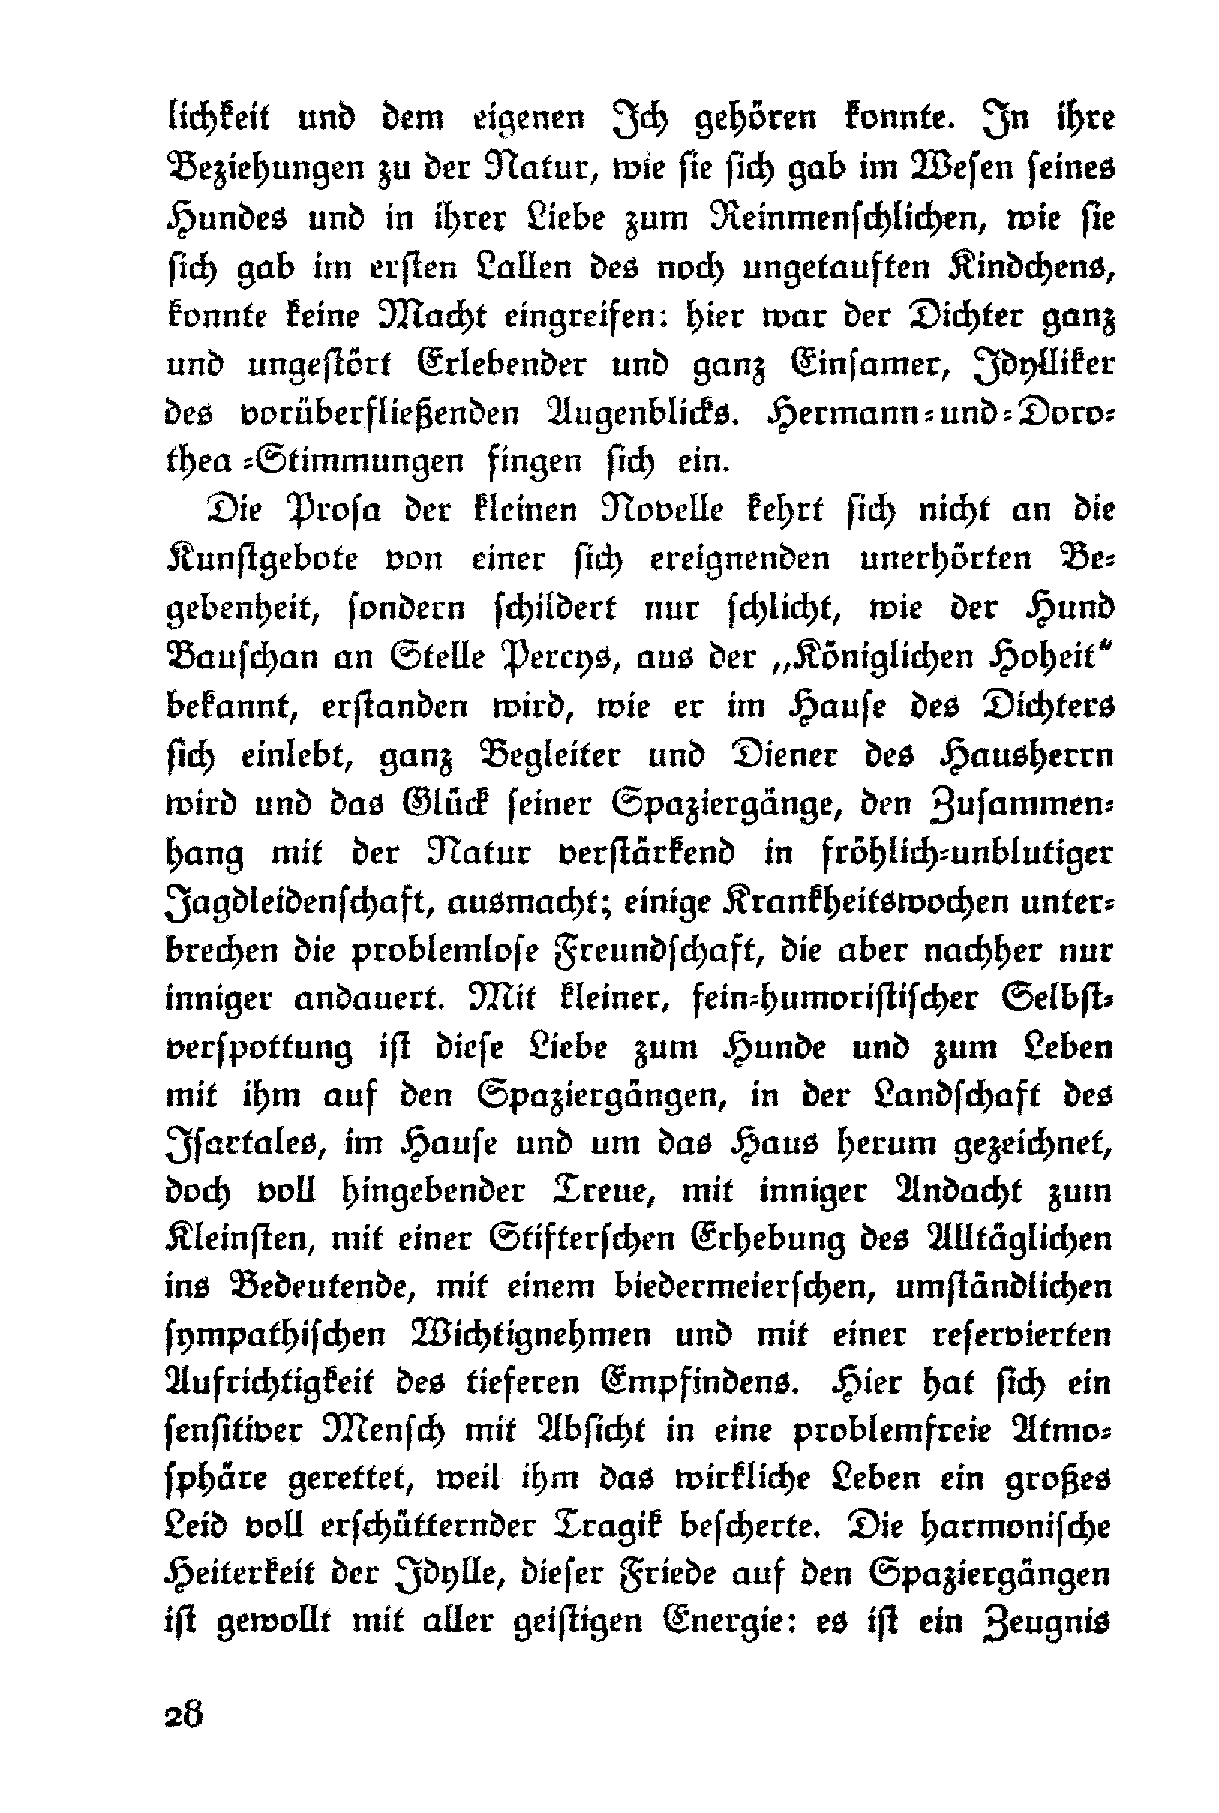 lichkeit und dem eigenen Ich gehören konnte. In ihre
Beziehungen zu der Natur, wie sie sich gab im Wesen seines
Hundes und in ihrer Liebe zum Reinmenschlichen, wie sie
sich gab im ersten Lallen des noch ungetauften Kindchens,
konnte keine Macht eingreifen: hier war der Dichter ganz
und ungestört Erlebender und ganz Einsamer, Idylliker
des vorüberfließenden Augenblicks. Hermann-und-Doro-
thea-Stimmungen fingen sich ein.
Die Prosa der kleinen Novelle kehrt sich nicht an die
Kunstgebote von einer sich ereignenden unerhörten Be-
gebenheit, sondern schildert nur schlicht, wie der Hund
Bauschan an Stelle Percys, aus der „Königlichen Hoheit“
bekannt, erstanden wird, wie er im Hause des Dichters
sich einlebt, ganz Begleiter und Diener des Hausherrn
wird und das Glück seiner Spaziergänge, den Zusammen-
hang mit der Natur verstärkend in fröhlich-unblutiger
Jagdleidenschaft, ausmacht; einige Krankheitswochen unter-
brechen die problemlose Freundschaft, die aber nachher nur
inniger andauert. Mit kleiner, fein-humoristischer Selbst-
verspottung ist diese Liebe zum Hunde und zum Leben
mit ihm auf den Spaziergängen, in der Landschaft des
Isartales, im Hause und um das Haus herum gezeichnet,
doch voll hingebender Treue, mit inniger Andacht zum
Kleinsten, mit einer Stifterschen Erhebung des Alltäglichen
ins Bedeutende, mit einem biedermeierschen, umständlichen
sympathischen Wichtignehmen und mit einer reservierten
Aufrichtigkeit des tieferen Empfindens. Hier hat sich ein
sensitiver Mensch mit Absicht in eine problemfreie Atmo-
sphäre gerettet, weil ihm das wirkliche Leben ein großes
Leid voll erschütternder Tragik bescherte. Die harmonische
Heiterkeit der Idylle, dieser Friede auf den Spaziergängen
ist gewollt mit aller geistigen Energie: es ist ein Zeugnis
28